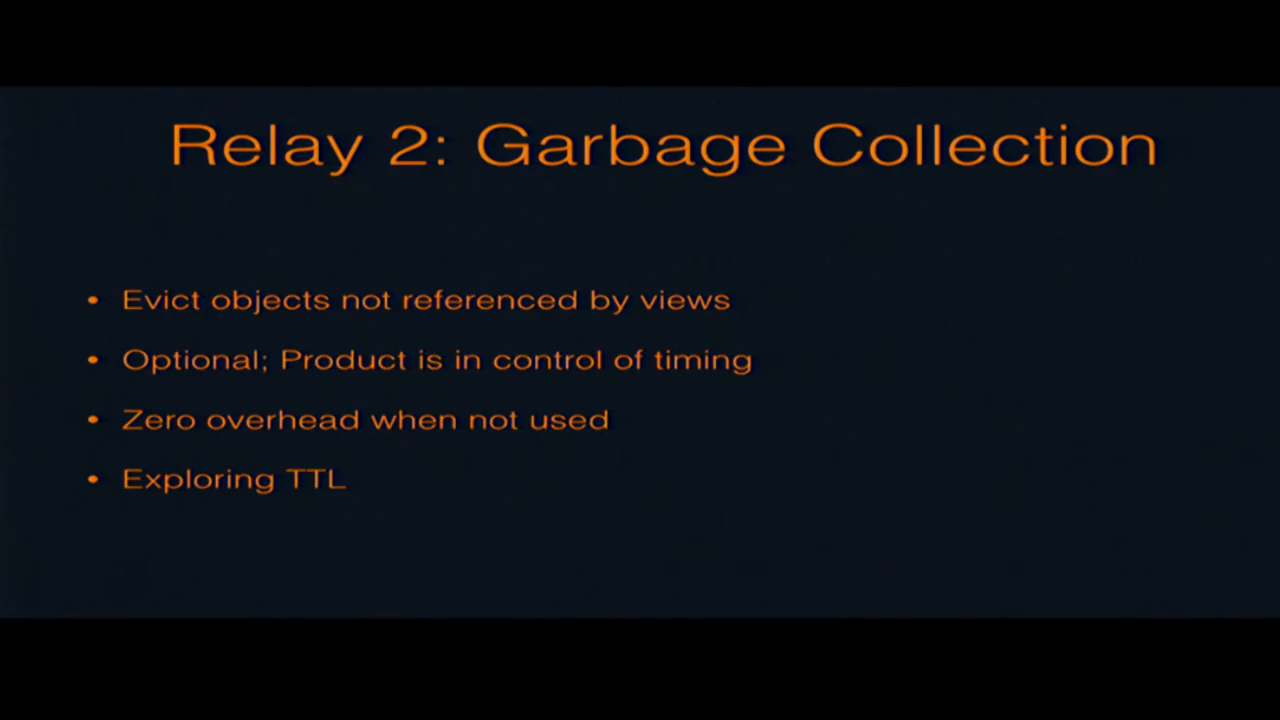 Relay 2: Garbage Collection
• Evict objects not referenced by views
• Optional; Product is in control of timing
• Zero overhead when not used
• Exploring TTL